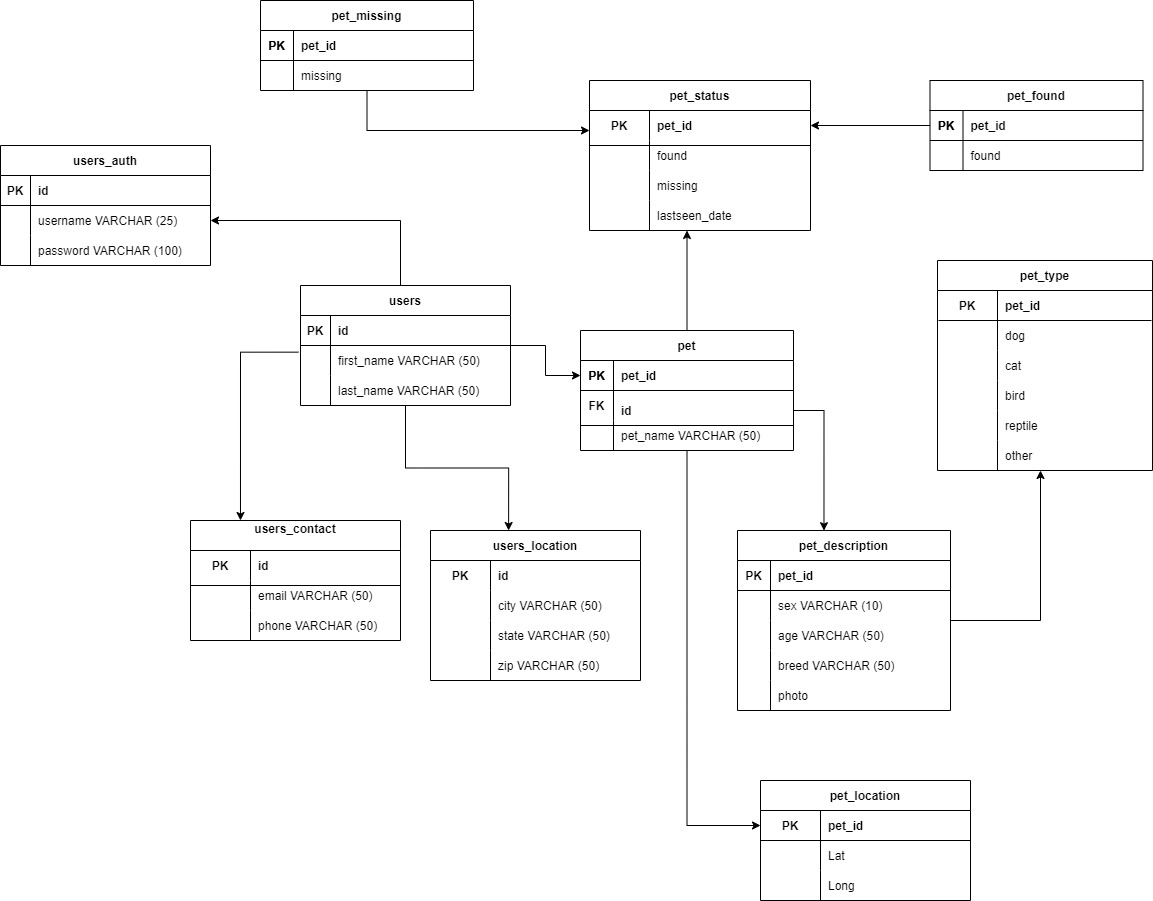 pet_missing
PK pet_id
missing
pet_status
PK pet_id
found
missing
lastseen_date
pet_found
PK pet_id
found
users_auth
PK id
username VARCHAR (25)
password VARCHAR (100)
users
PK id
first_name VARCHAR (50)
last_name VARCHAR (50)
pet
PK pet_id
FK id
pet_name VARCHAR (50)
pet_type
PK pet_id
dog
cat
bird
reptile
other
users_contact
PK id
email VARCHAR (50)
phone VARCHAR (50)
users_location
PK id
city VARCHAR (50)
state VARCHAR (50)
zip VARCHAR (50)
pet_description
PK pet_id
sex VARCHAR (10)
age VARCHAR (50)
breed VARCHAR (50)
photo
pet_location
PK pet_id
Lat
Long